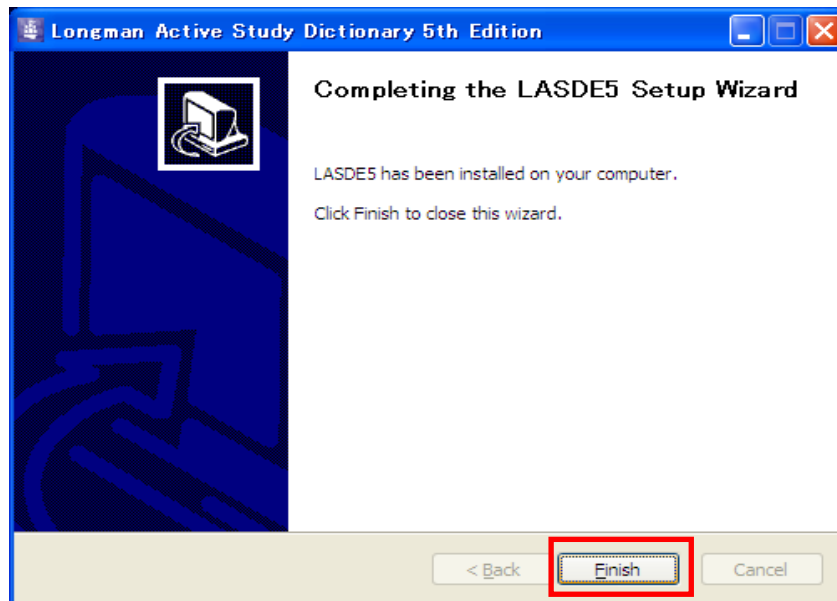 Longman Active Study Dictionary 5th Edition
Completing the LASDE5 Setup Wizard
LASDE5 has been installed on your computer.
Click Finish to close this wizard.
< Back
Finish
Cancel